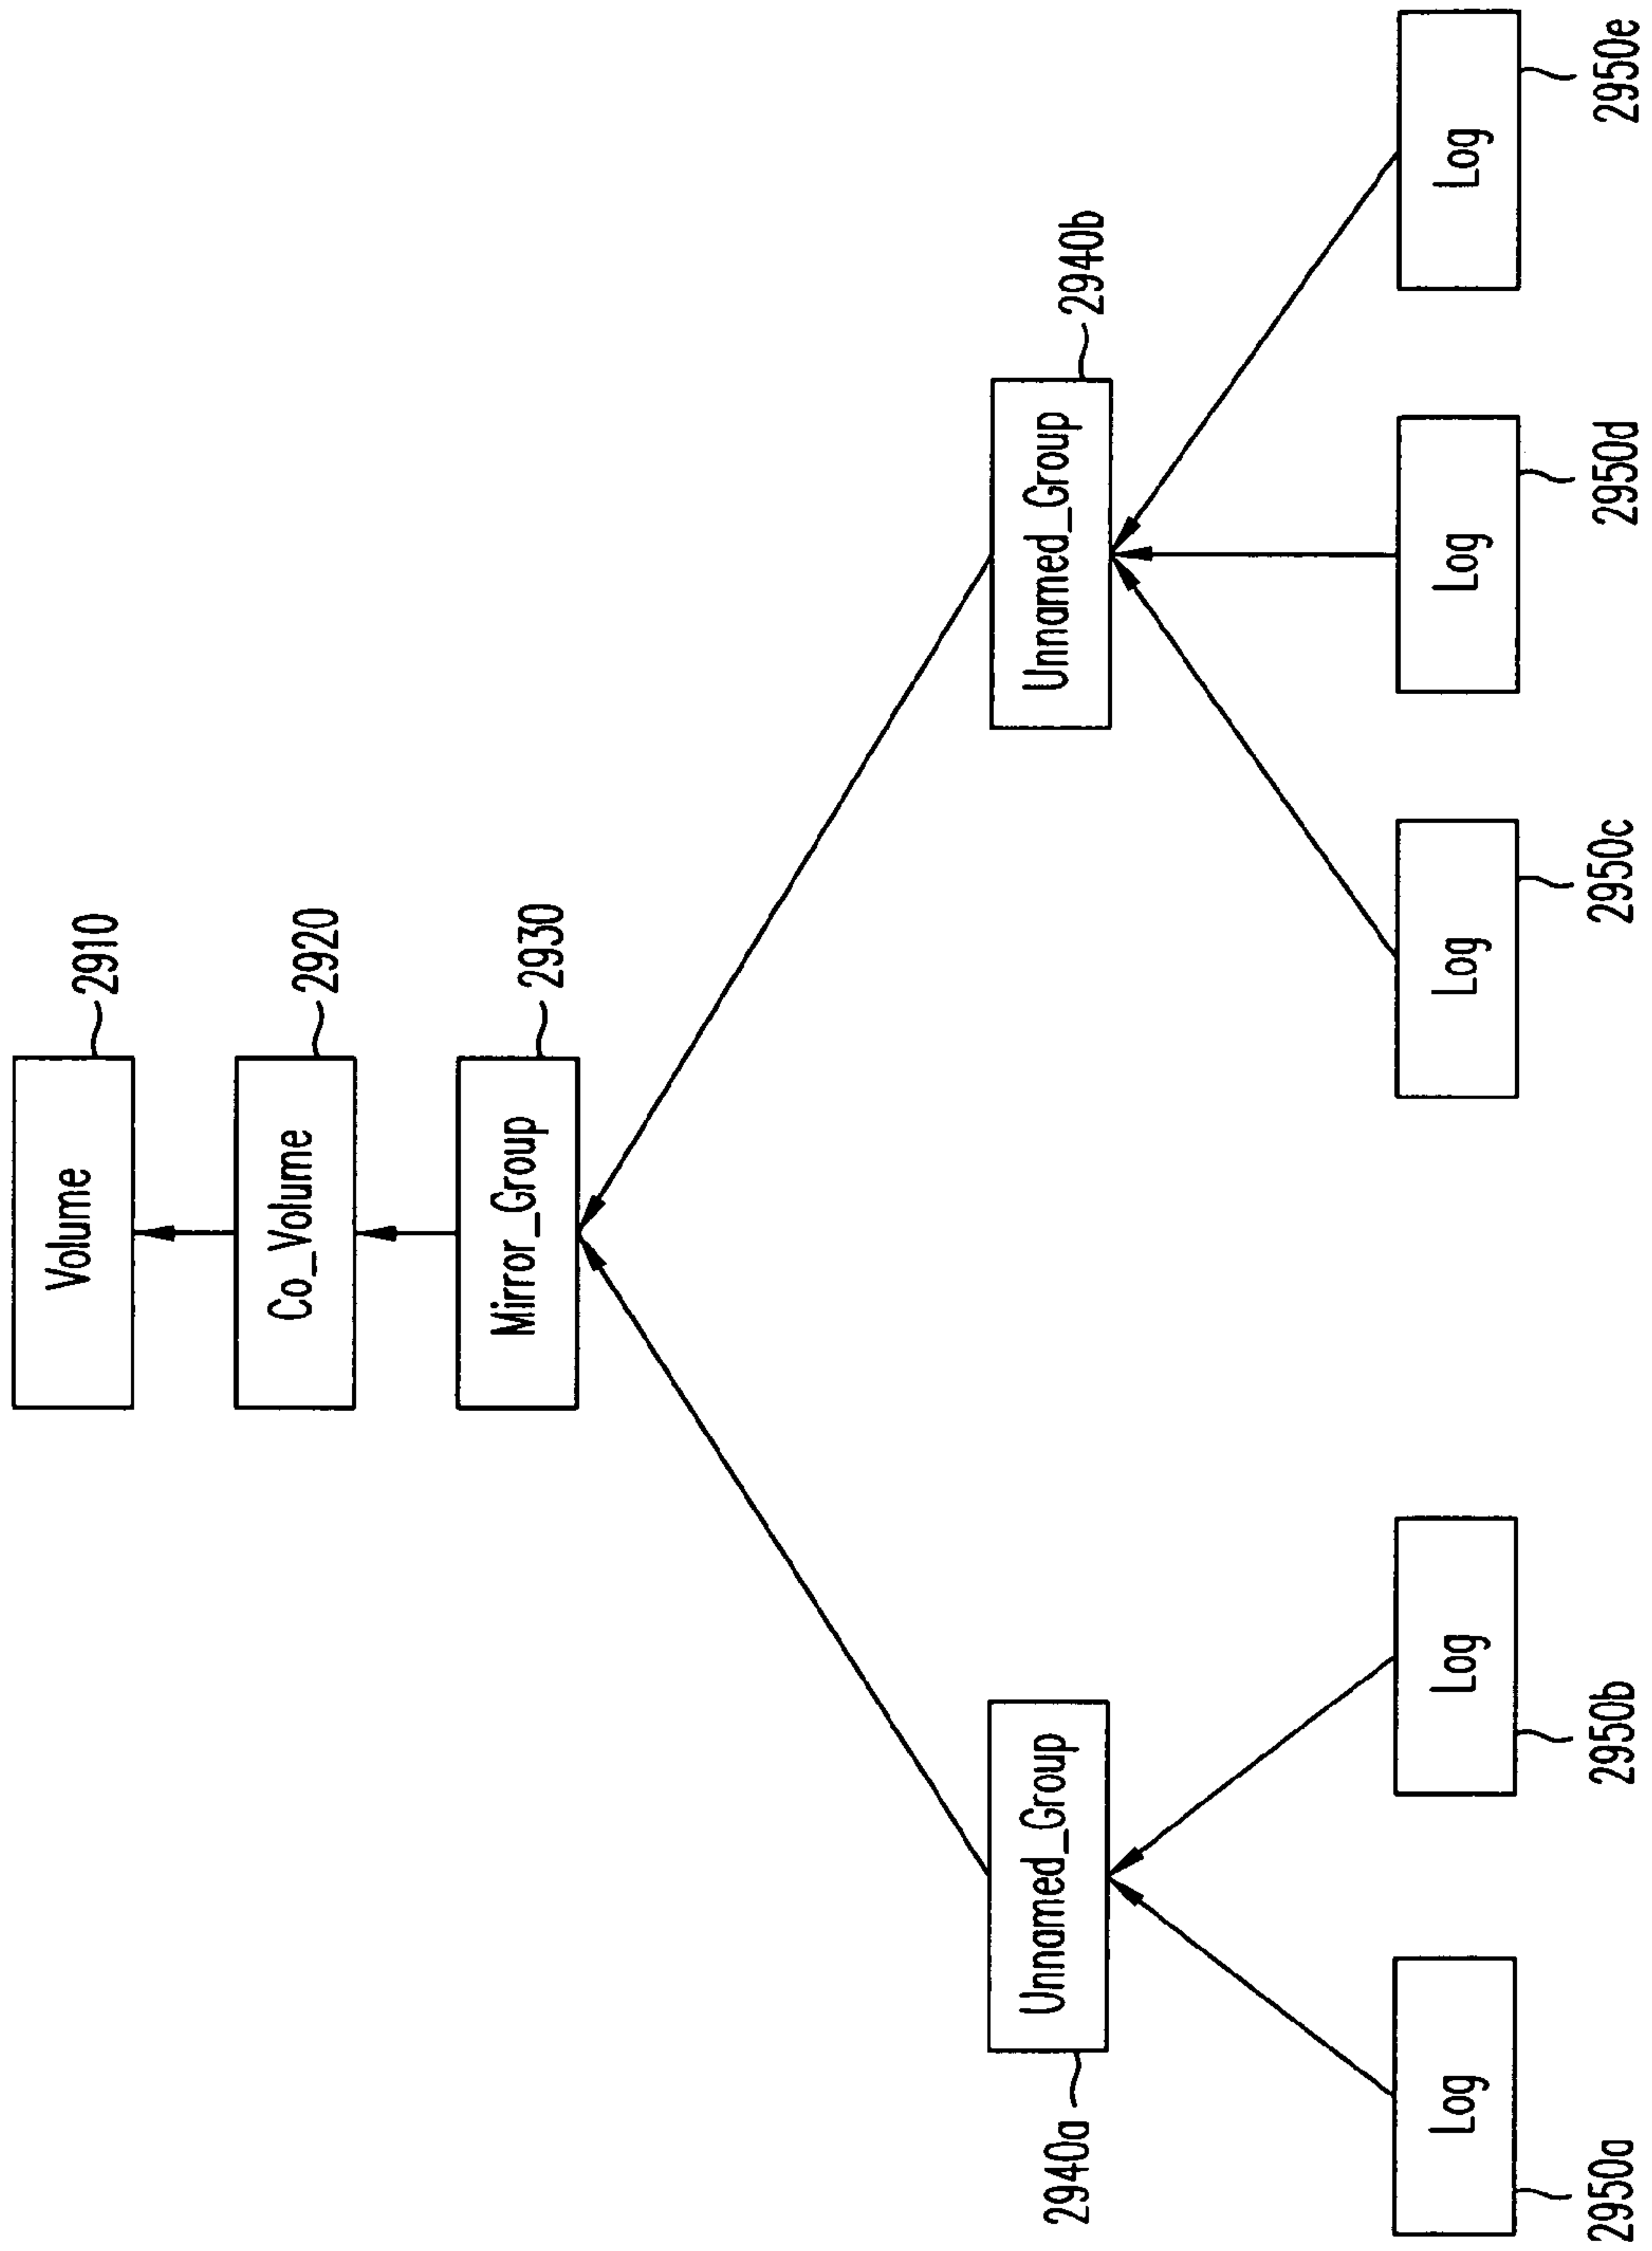 Volume
2910
Co_Volume
2920
Mirror_Group
2930
2940a
Unnamed_Group
Unnamed_Group
2940b
Log
Log
Log
Log
Log
2950a
2950b
2950c
2950d
2950e